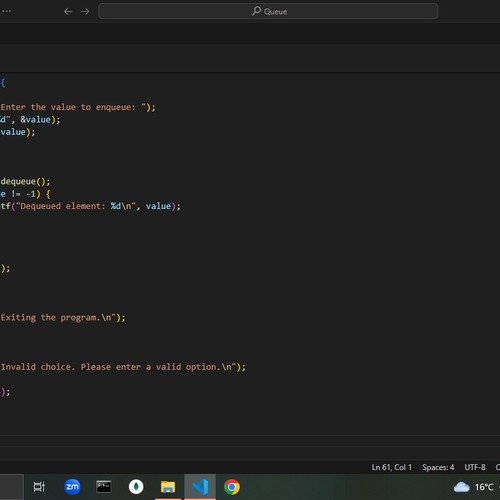 ··· ← → Queue
{
Enter the value to enqueue: ");
d", &value);
value);
dequeue();
e != -1) {
tf("Dequeued element: %d\n", value);
);
Exiting the program.\n");
Invalid choice. Please enter a valid option.\n");
);
Ln 61, Col 1 Spaces: 4 UTF-8 C
zm 16°C